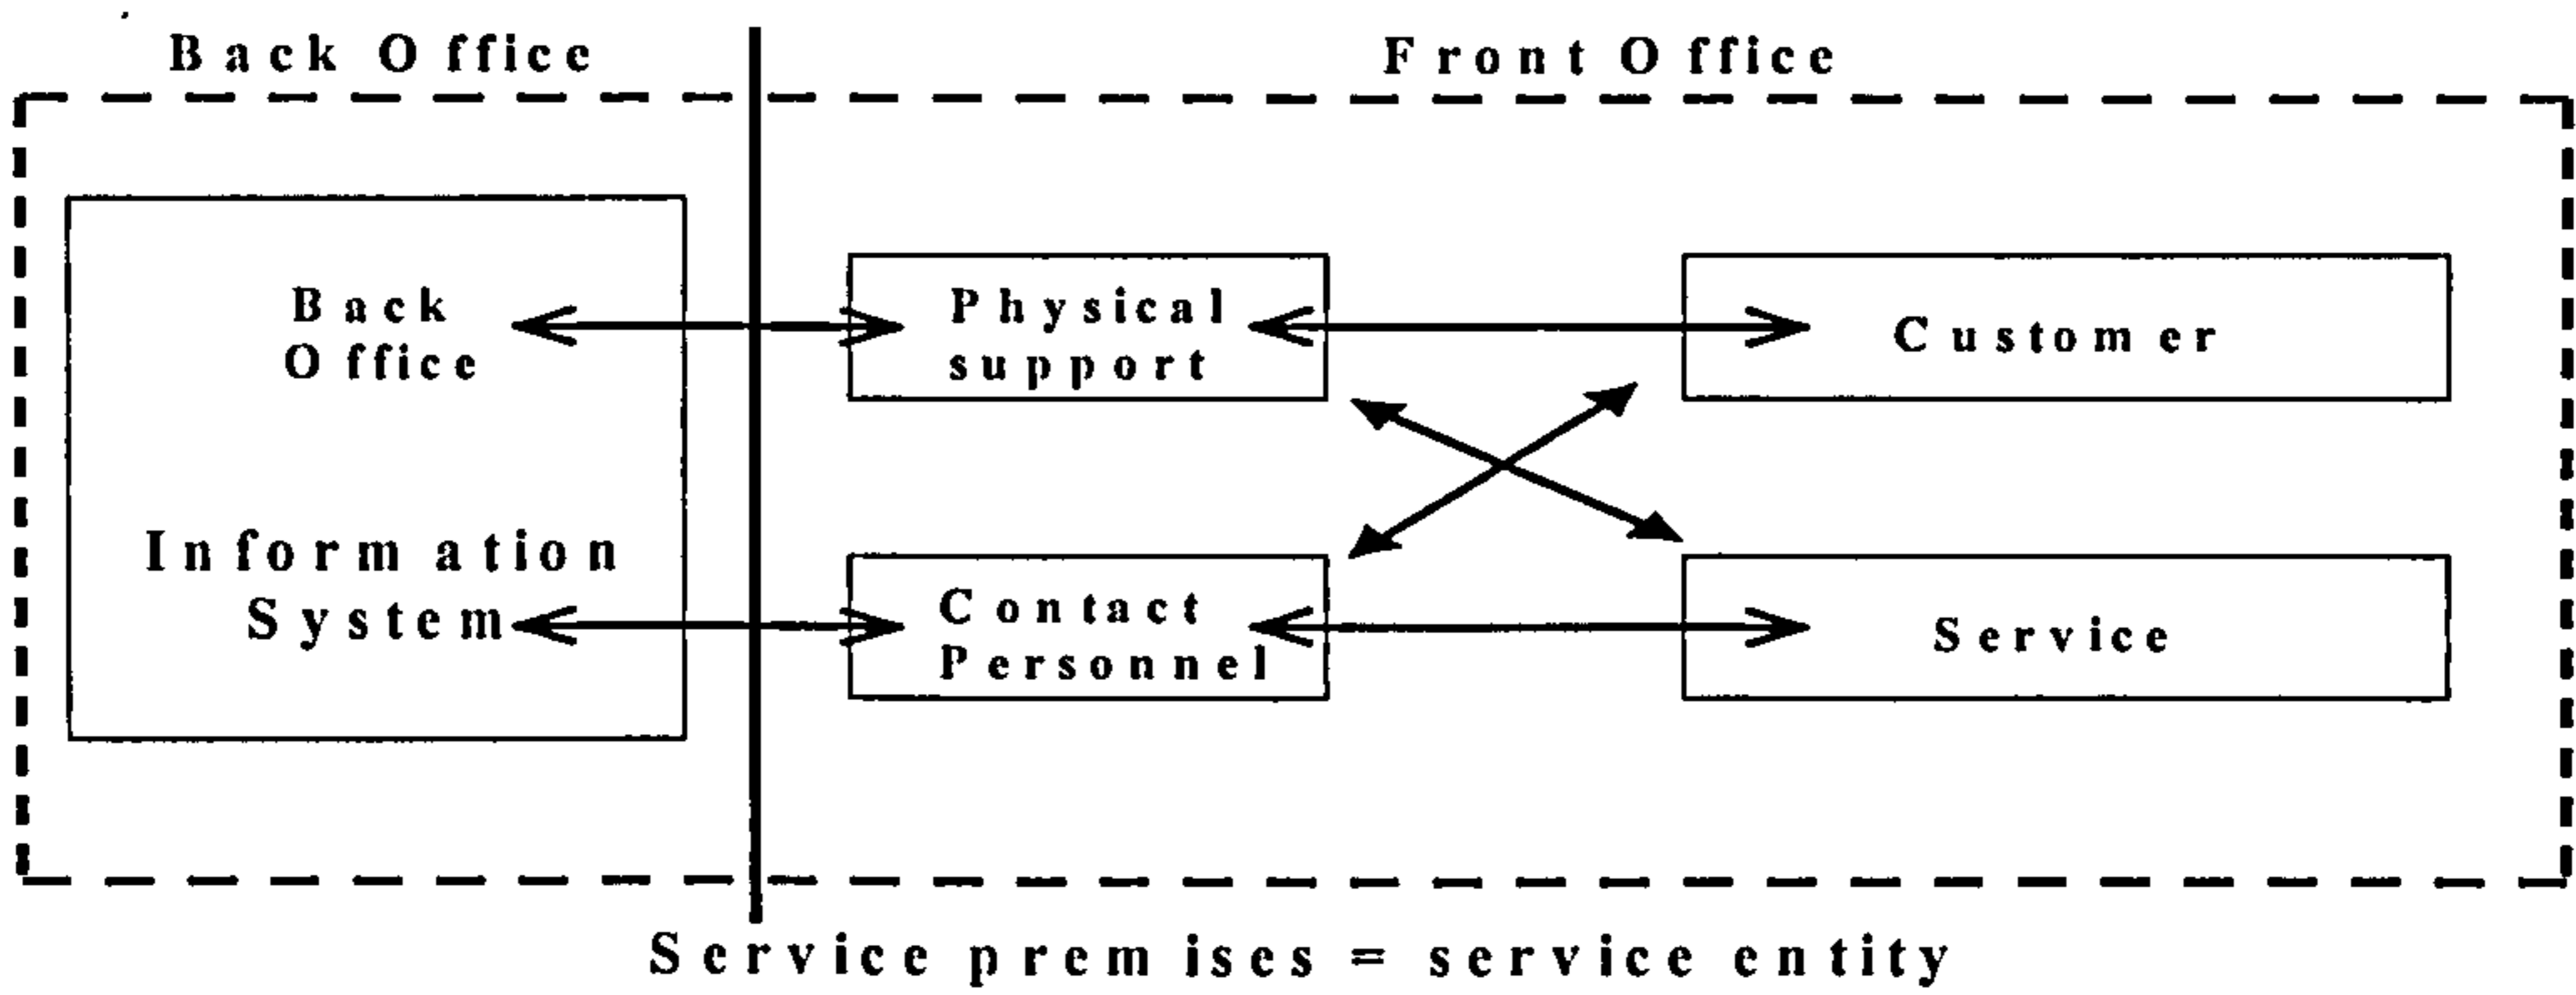 Back Office
Front Office
Back
Office
Information
System
Physical
support
Contact
Personnel
Customer
Service
Service premises = service entity